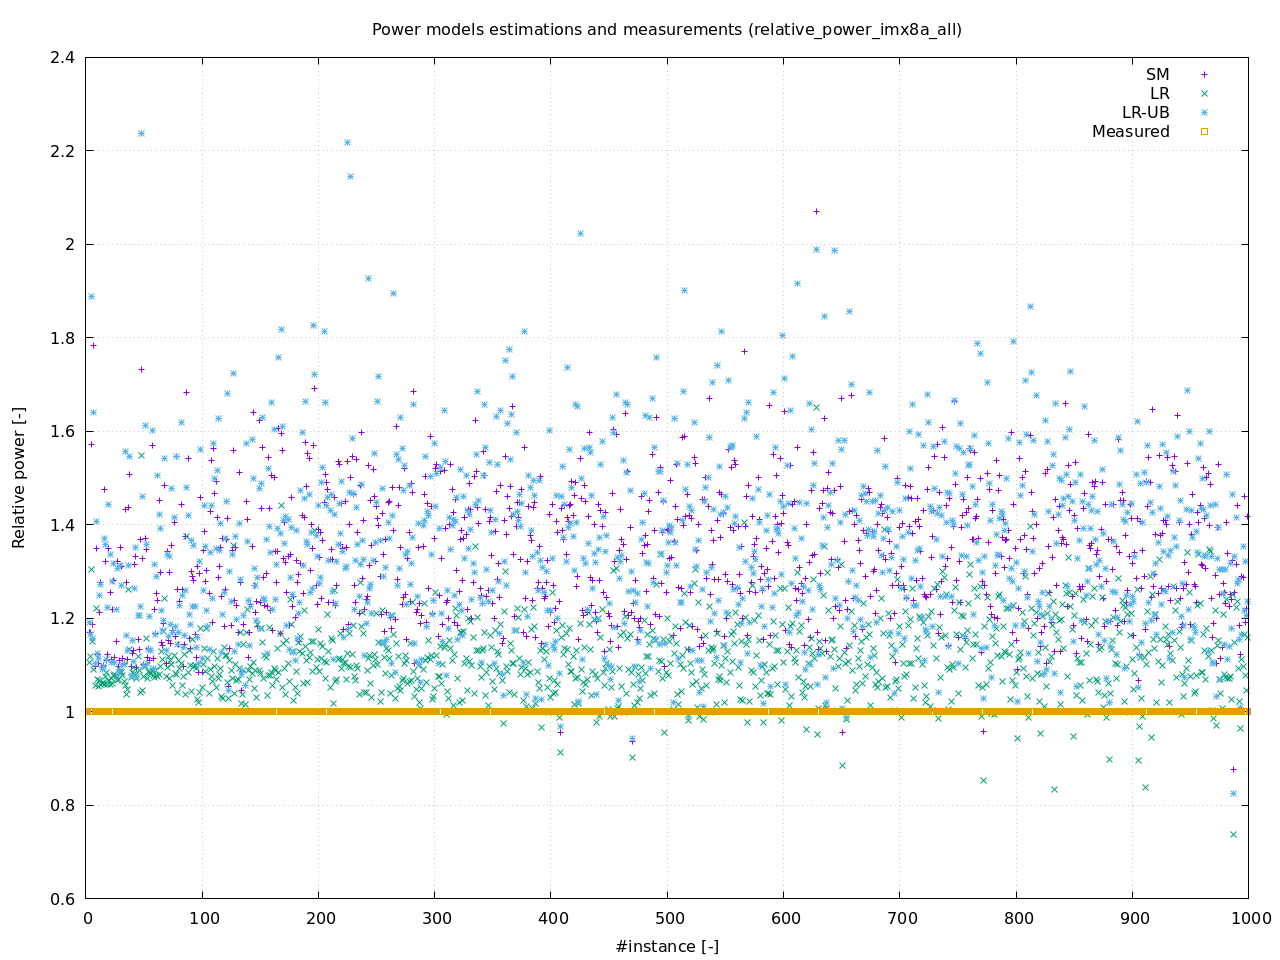 Power models estimations and measurements (relative_power_imx8a_all)
2.4
2.2
2
1.8
1.6
1.4
1.2
1
0.8
0.6
Relative power [-]
SM
LR
LR-UB
Measured
0 100 200 300 400 500 600 700 800 900 1000
#instance [-]